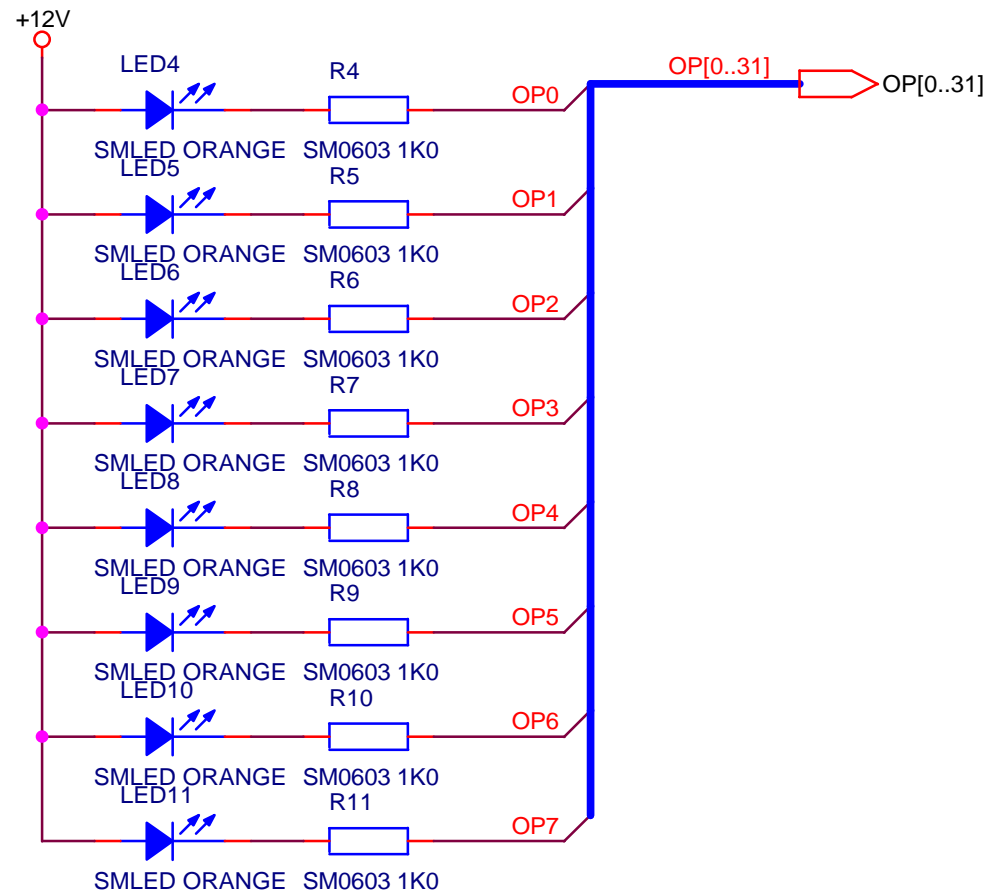 +12V
LED4 R4 OP0 OP[0..31] OP[0..31]
SMLED ORANGE SM0603 1K0
LED5 R5 OP1
SMLED ORANGE SM0603 1K0
LED6 R6 OP2
SMLED ORANGE SM0603 1K0
LED7 R7 OP3
SMLED ORANGE SM0603 1K0
LED8 R8 OP4
SMLED ORANGE SM0603 1K0
LED9 R9 OP5
SMLED ORANGE SM0603 1K0
LED10 R10 OP6
SMLED ORANGE SM0603 1K0
LED11 R11 OP7
SMLED ORANGE SM0603 1K0